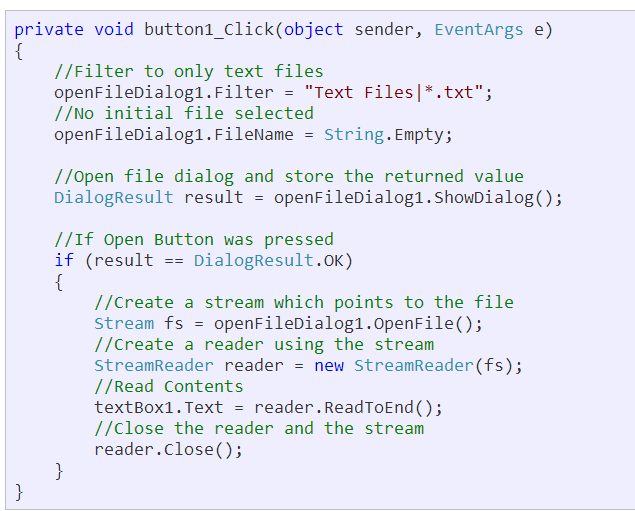 private void button1_Click(object sender, EventArgs e)
{
    //Filter to only text files
    openFileDialog1.Filter = "Text Files|*.txt";
    //No initial file selected
    openFileDialog1.FileName = String.Empty;

    //Open file dialog and store the returned value
    DialogResult result = openFileDialog1.ShowDialog();

    //If Open Button was pressed
    if (result == DialogResult.OK)
    {
        //Create a stream which points to the file
        Stream fs = openFileDialog1.OpenFile();
        //Create a reader using the stream
        StreamReader reader = new StreamReader(fs);
        //Read Contents
        textBox1.Text = reader.ReadToEnd();
        //Close the reader and the stream
        reader.Close();
    }
}